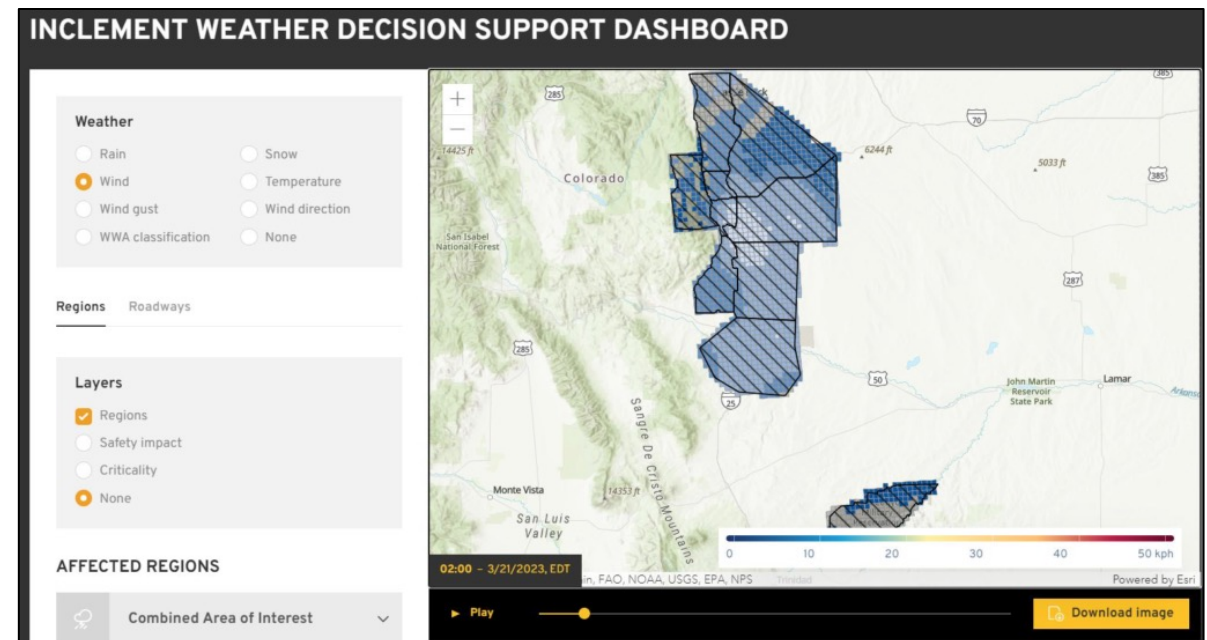 INCLEMENT WEATHER DECISION SUPPORT DASHBOARD
Weather
Rain
Snow
Wind
Temperature
Wind gust
Wind direction
WWA classification
None
Regions
Roadways
Layers
Regions
Safety impact
Criticality
None
AFFECTED REGIONS
Combined Area of Interest
+
−
285
385
70
14425 ft
6244 ft
5033 ft
385
Colorado
San Isabel
National Forest
287
285
50
John Martin
Reservoir
State Park
Lamar
25
Sangre De Cristo Mountains
Monte Vista
14353 ft
San Luis
Valley
0 10 20 30 40 50 kph
02:00 – 3/21/2023, EDT
in, FAO, NOAA, USGS, EPA, NPS
Trinidad
Powered by Esri
Play
Download image